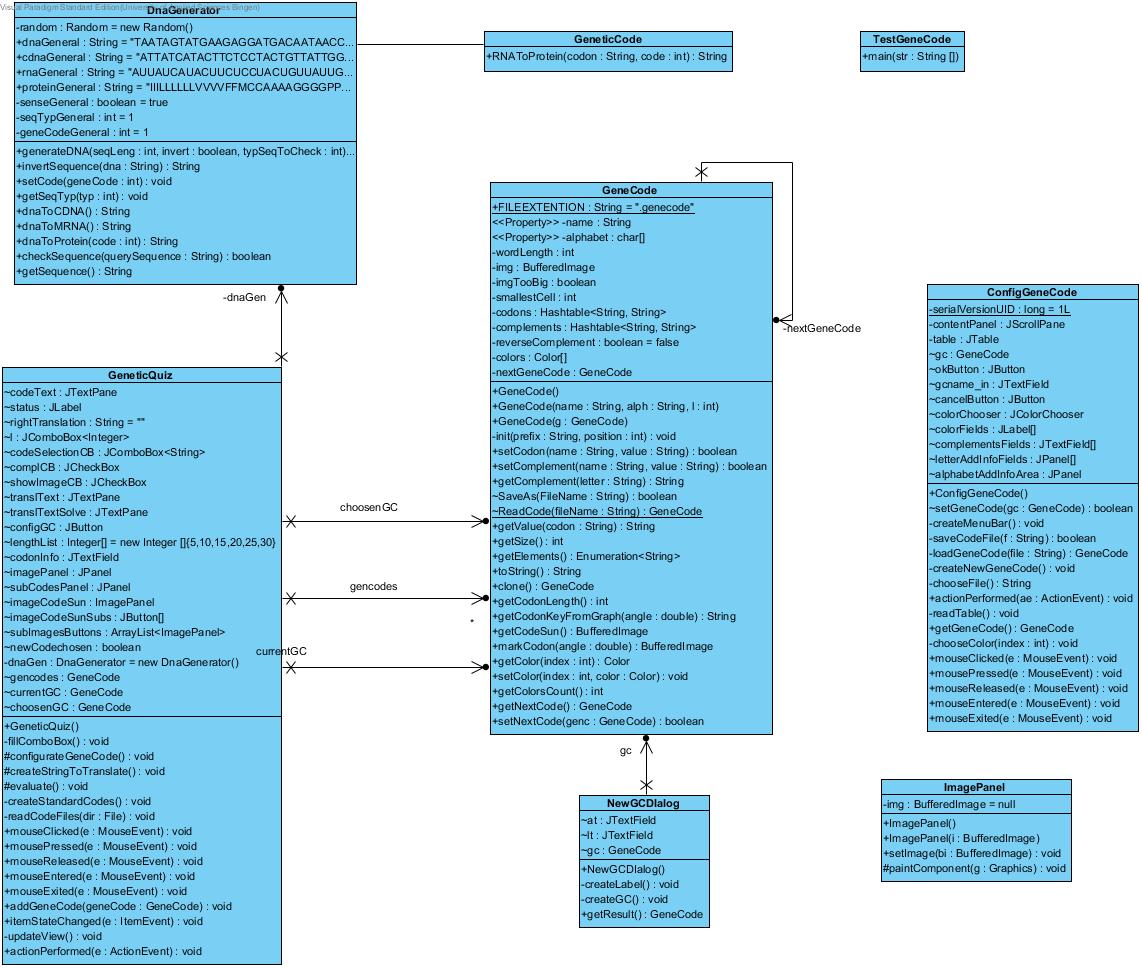 Visual Paradigm Standard Edition(University Bingen)
DnaGenerator
-random : Random = new Random()
+dnaGeneral : String = "TAATAGTATGAAGAGGATGACAATAACC...
+cdnaGeneral : String = "ATTATCATACTTCTCCTACTGTTATTGG...
+rnaGeneral : String = "AUUAUCAUACUUCUCCUACUGUUAUUG...
+proteinGeneral : String = "IIILLLLLLVVVVFFMCCAAAAGGGGPP...
-senseGeneral : boolean = true
-seqTypGeneral : int = 1
-geneCodeGeneral : int = 1
+generateDNA(seqLeng : int, invert : boolean, typSeqToCheck : int)...
+invertSequence(dna : String) : String
+setCode(geneCode : int) : void
+getSeqTyp(typ : int) : void
+dnaToCDNA() : String
+dnaToMRNA() : String
+dnaToProtein(code : int) : String
+checkSequence(querySequence : String) : boolean
+getSequence() : String
GeneticCode
+RNAToProtein(codon : String, code : int) : String
TestGeneCode
+main(str : String [])
-dnaGen
GeneCode
+FILEEXTENTION : String = ".genecode"
<<Property>> -name : String
<<Property>> -alphabet : char[]
-wordLength : int
-img : BufferedImage
-imgTooBig : boolean
-smallestCell : int
-codons : Hashtable<String, String>
-complements : Hashtable<String, String>
-reverseComplement : boolean = false
-colors : Color[]
-nextGeneCode : GeneCode
+GeneCode()
+GeneCode(name : String, alph : String, l : int)
+GeneCode(g : GeneCode)
-init(prefix : String, position : int) : void
+setCodon(name : String, value : String) : boolean
+setComplement(name : String, value : String) : boolean
+getComplement(letter : String) : String
~SaveAs(FileName : String) : boolean
~ReadCode(fileName : String) : GeneCode
+getValue(codon : String) : String
+getSize() : int
+getElements() : Enumeration<String>
+toString() : String
+clone() : GeneCode
+getCodonLength() : int
+getCodonKeyFromGraph(angle : double) : String
+getCodeSun() : BufferedImage
+markCodon(angle : double) : BufferedImage
+getColor(index : int) : Color
+setColor(index : int, color : Color) : void
+getColorsCount() : int
+getNextCode() : GeneCode
+setNextCode(genc : GeneCode) : boolean
-nextGeneCode
ConfigGeneCode
-serialVersionUID : long = 1L
-contentPanel : JScrollPane
-table : JTable
~gc : GeneCode
~okButton : JButton
~gcname_in : JTextField
~cancelButton : JButton
~colorChooser : JColorChooser
~colorFields : JLabel[]
~complementsFields : JTextField[]
~letterAddInfoFields : JPanel[]
~alphabetAddInfoArea : JPanel
+ConfigGeneCode()
~setGeneCode(gc : GeneCode) : boolean
-createMenuBar() : void
-saveCodeFile(f : String) : boolean
-loadGeneCode(file : String) : GeneCode
-createNewGeneCode() : void
-chooseFile() : String
+actionPerformed(ae : ActionEvent) : void
-readTable() : void
+getGeneCode() : GeneCode
-chooseColor(index : int) : void
+mouseClicked(e : MouseEvent) : void
+mousePressed(e : MouseEvent) : void
+mouseReleased(e : MouseEvent) : void
+mouseEntered(e : MouseEvent) : void
+mouseExited(e : MouseEvent) : void
GeneticQuiz
~codeText : JTextPane
~status : JLabel
~rightTranslation : String = ""
~l : JComboBox<Integer>
~codeSelectionCB : JComboBox<String>
~complCB : JCheckBox
~showImageCB : JCheckBox
~translText : JTextPane
~translTextSolve : JTextPane
~configGC : JButton
~lengthList : Integer[] = new Integer []{5,10,15,20,25,30}
~codonInfo : JTextField
~imagePanel : JPanel
~subCodesPanel : JPanel
~imageCodeSun : ImagePanel
~imageCodeSunSubs : JButton[]
~subImagesButtons : ArrayList<ImagePanel>
~newCodechosen : boolean
-dnaGen : DnaGenerator = new DnaGenerator()
~gencodes : GeneCode
~currentGC : GeneCode
~choosenGC : GeneCode
+GeneticQuiz()
-fillComboBox() : void
#configurateGeneCode() : void
#createStringToTranslate() : void
#evaluate() : void
-createStandardCodes() : void
-readCodeFiles(dir : File) : void
+mouseClicked(e : MouseEvent) : void
+mousePressed(e : MouseEvent) : void
+mouseReleased(e : MouseEvent) : void
+mouseEntered(e : MouseEvent) : void
+mouseExited(e : MouseEvent) : void
+addGeneCode(geneCode : GeneCode) : void
+itemStateChanged(e : ItemEvent) : void
-updateView() : void
+actionPerformed(e : ActionEvent) : void
choosenGC
gencodes
*
currentGC
gc
NewGCDIalog
~at : JTextField
~lt : JTextField
~gc : GeneCode
+NewGCDIalog()
-createLabel() : void
-createGC() : void
+getResult() : GeneCode
ImagePanel
-img : BufferedImage = null
+ImagePanel()
+ImagePanel(i : BufferedImage)
+setImage(bi : BufferedImage) : void
#paintComponent(g : Graphics) : void